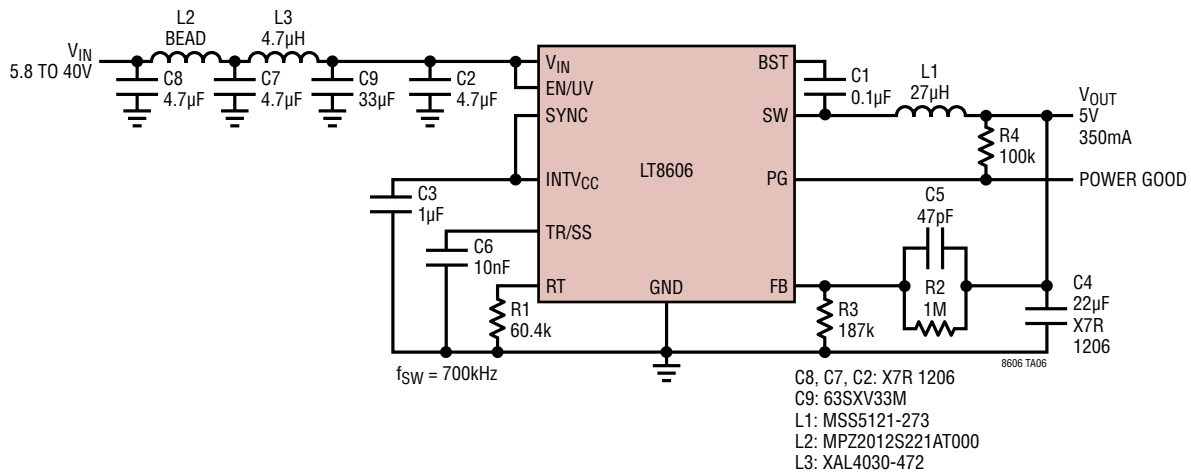 L2
BEAD
L3
4.7µH
VIN
5.8 TO 40V
C8
4.7µF
C7
4.7µF
C9
33µF
C2
4.7µF
VIN
EN/UV
SYNC
INTVCC
TR/SS
RT
LT8606
GND
BST
SW
PG
FB
C1
0.1µF
L1
27µH
VOUT
5V
350mA
R4
100k
POWER GOOD
C3
1µF
C6
10nF
R1
60.4k
C5
47pF
R2
1M
R3
187k
C4
22µF
X7R
1206
fSW = 700kHz
8606 TA06
C8, C7, C2: X7R 1206
C9: 63SXV33M
L1: MSS5121-273
L2: MPZ2012S221AT000
L3: XAL4030-472